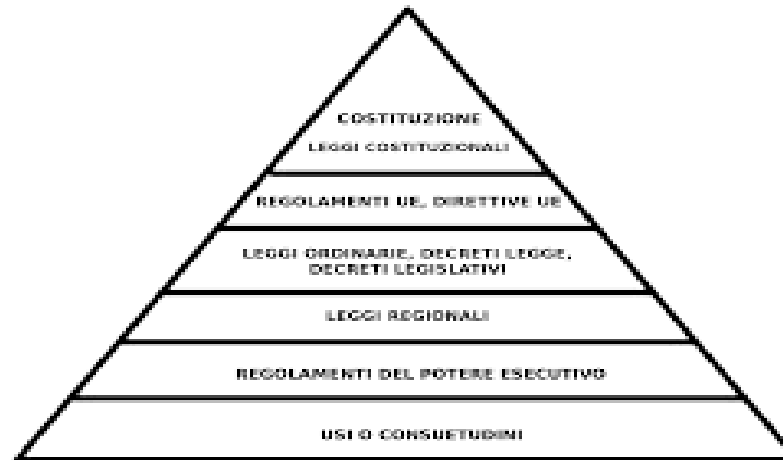 COSTITUZIONE
LEGGI COSTITUZIONALI
REGOLAMENTI UE, DIRETTIVE UE
LEGGI ORDINARIE, DECRETI LEGGE,
DECRETI LEGISLATIVI
LEGGI REGIONALI
REGOLAMENTI DEL POTERE ESECUTIVO
USI O CONSUETUDINI